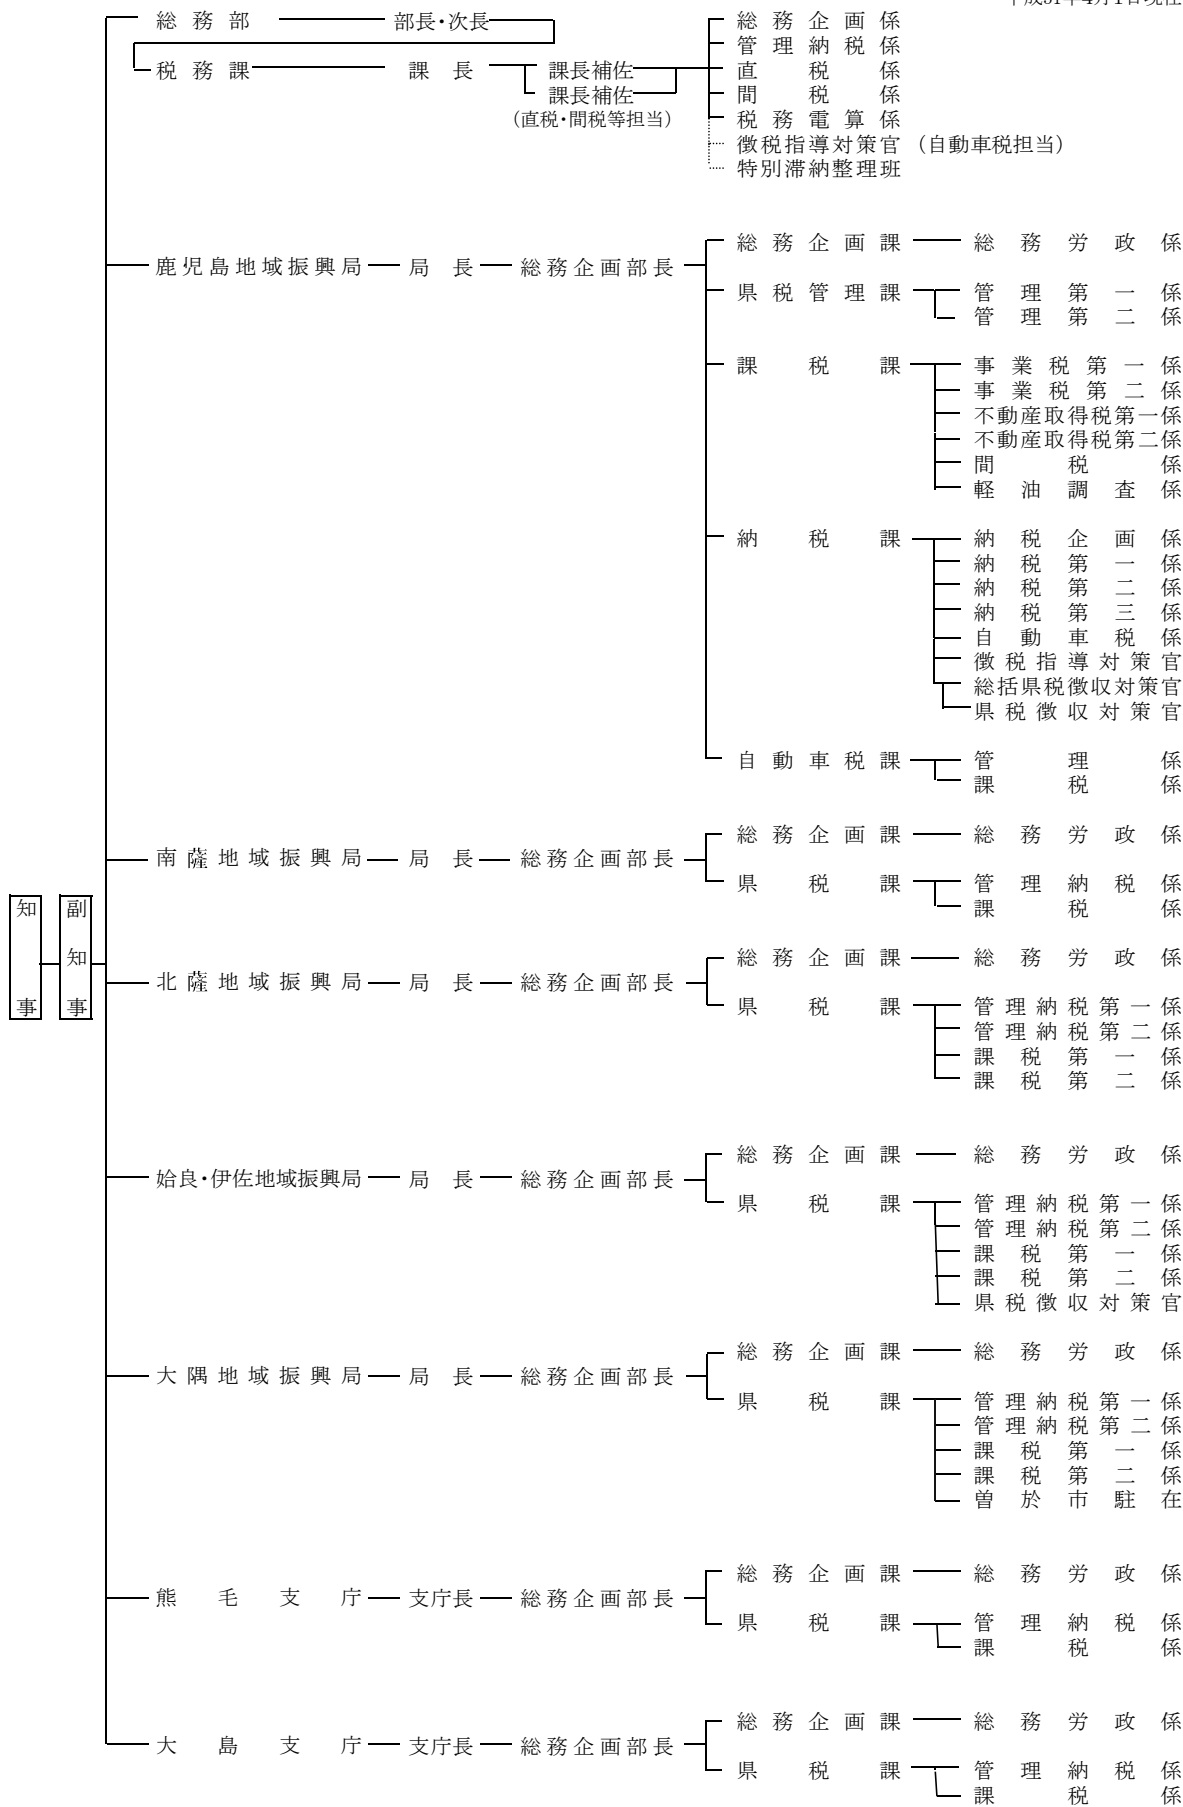 平成31年4月1日現在
総務部 部長・次長 総務企画係
管理納税係
税務課 課長 課長補佐 直税係
課長補佐 間税係
(直税・間税等担当) 税務電算係
徴税指導対策官 (自動車税担当)
特別滞納整理班
総務企画課 総務労政係
鹿児島地域振興局 局長 総務企画部長
県税管理課 管理第一係
管理第二係
課税課 事業税第一係
事業税第二係
不動産取得税第一係
不動産取得税第二係
間税係
軽油調査係
納税課 納税企画係
納税第一係
納税第二係
納税第三係
自動車税係
徴税指導対策官
総括県税徴収対策官
県税徴収対策官
自動車税課 管理係
課税係
総務企画課 総務労政係
南薩地域振興局 局長 総務企画部長
県税課 管理納税係
課税係
知事
副知事
総務企画課 総務労政係
北薩地域振興局 局長 総務企画部長
県税課 管理納税第一係
管理納税第二係
課税第一係
課税第二係
総務企画課 総務労政係
姶良・伊佐地域振興局 局長 総務企画部長
県税課 管理納税第一係
管理納税第二係
課税第一係
課税第二係
県税徴収対策官
総務企画課 総務労政係
大隅地域振興局 局長 総務企画部長
県税課 管理納税第一係
管理納税第二係
課税第一係
課税第二係
曽於市駐在
総務企画課 総務労政係
熊毛支庁 支庁長 総務企画部長
県税課 管理納税係
課税係
総務企画課 総務労政係
大島支庁 支庁長 総務企画部長
県税課 管理納税係
課税係